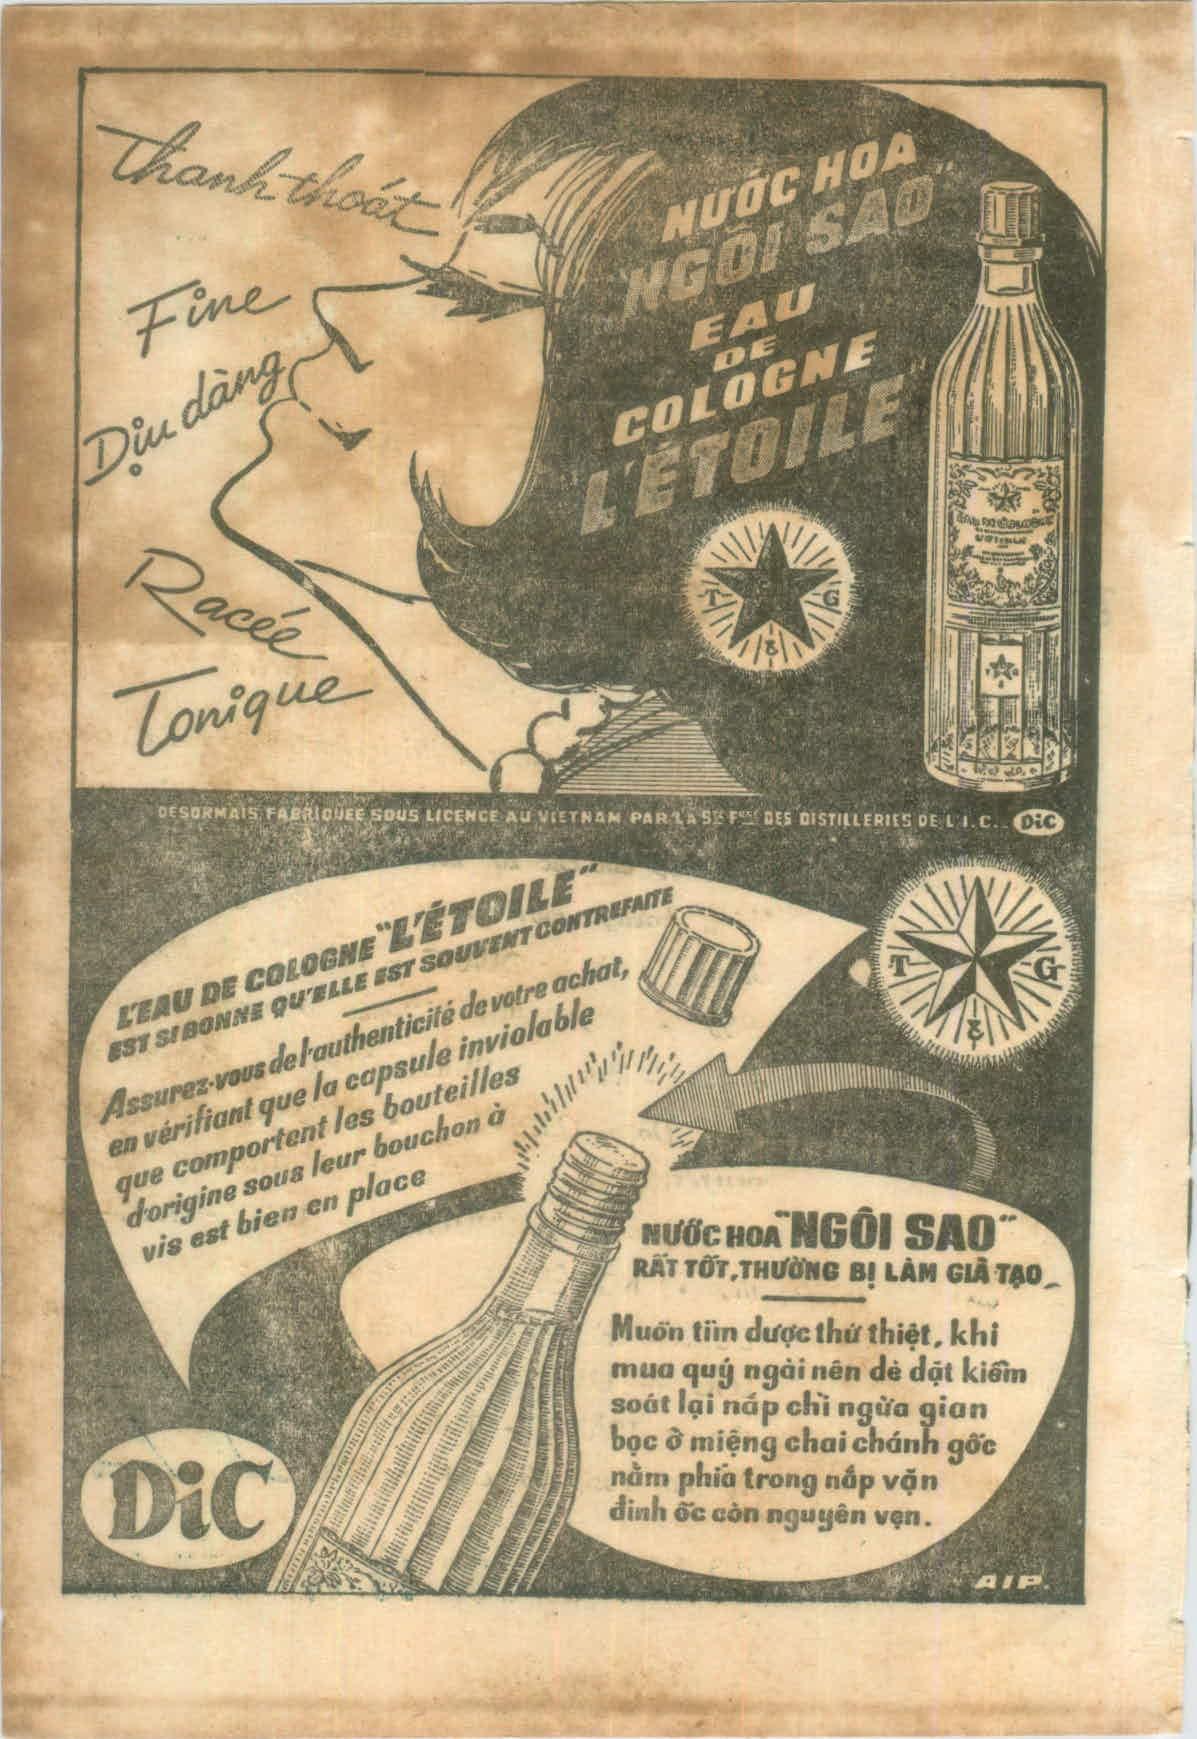 Thanh thoát
Fine
Dịu dàng
Racée
Tonique
NƯỚC HOA
"NGÔI SAO"
EAU
DE
COLOGNE
"L'ÉTOILE"
T G
&
DESORMAIS FABRIQUEE SOUS LICENCE AU VIETNAM PAR LA STE FSE DES DISTILLERIES DE L'I.C.. DiC
L'EAU DE COLOGNE "L'ÉTOILE"
EST SI BONNE QU'ELLE EST SOUVENT CONTREFAITE
Assurez-vous de l'authenticité de votre achat,
en vérifiant que la capsule inviolable
que comportent les bouteilles
d'origine sous leur bouchon à
vis est bien en place
T G
&
NƯỚC HOA "NGÔI SAO"
RẤT TỐT, THƯỜNG BỊ LÀM GIẢ TẠO
Muốn tìm được thứ thiệt, khi
mua quý ngài nên dè dặt kiểm
soát lại nắp chì ngừa gian
bọc ở miệng chai chánh gốc
nằm phía trong nắp vặn
đinh ốc còn nguyên vẹn.
DiC
AIP.